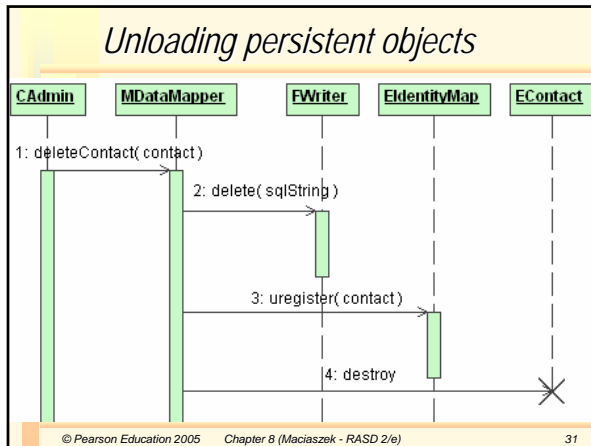 Unloading persistent objects
CAdmin MDataMapper FWriter EIdentityMap EContact
1: deleteContact( contact )
2: delete( sqlString )
3: uregister( contact )
4: destroy
© Pearson Education 2005 Chapter 8 (Maciaszek - RASD 2/e) 31